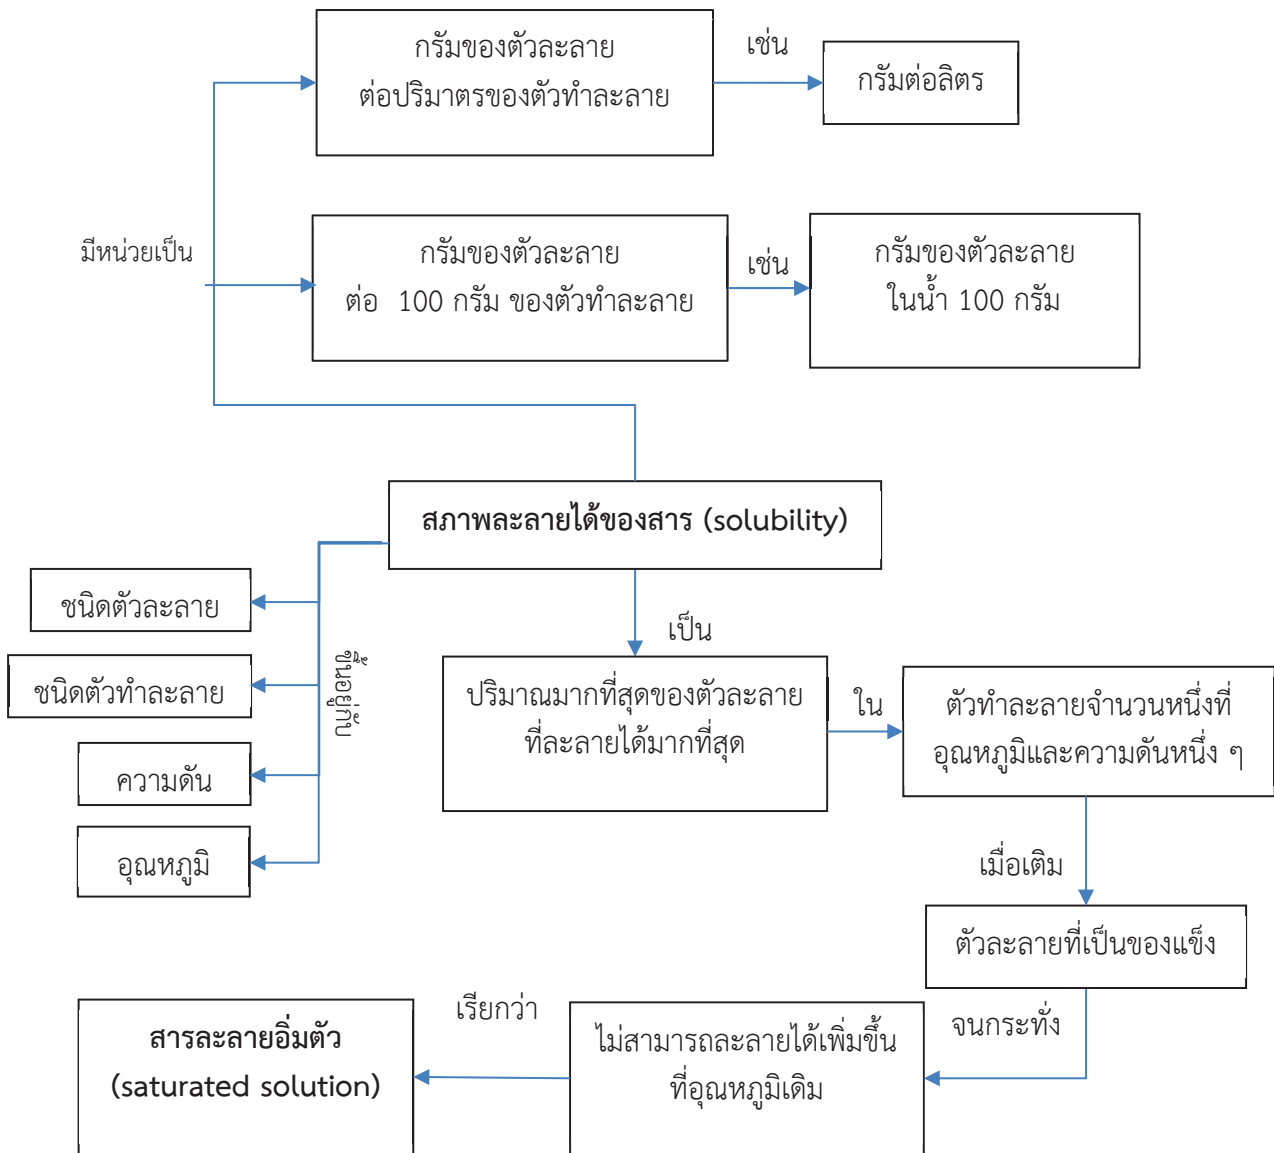 กรัมของตัวละลาย
ต่อปริมาตรของตัวทำละลาย
เช่น
กรัมต่อลิตร
มีหน่วยเป็น
กรัมของตัวละลาย
ต่อ 100 กรัม ของตัวทำละลาย
เช่น
กรัมของตัวละลาย
ในน้ำ 100 กรัม
สภาพละลายได้ของสาร (solubility)
ขึ้นอยู่กับ
ชนิดตัวละลาย
ชนิดตัวทำละลาย
ความดัน
อุณหภูมิ
เป็น
ปริมาณมากที่สุดของตัวละลาย
ที่ละลายได้มากที่สุด
ใน
ตัวทำละลายจำนวนหนึ่งที่
อุณหภูมิและความดันหนึ่ง ๆ
เมื่อเติม
ตัวละลายที่เป็นของแข็ง
จนกระทั่ง
ไม่สามารถละลายได้เพิ่มขึ้น
ที่อุณหภูมิเดิม
เรียกว่า
สารละลายอิ่มตัว
(saturated solution)